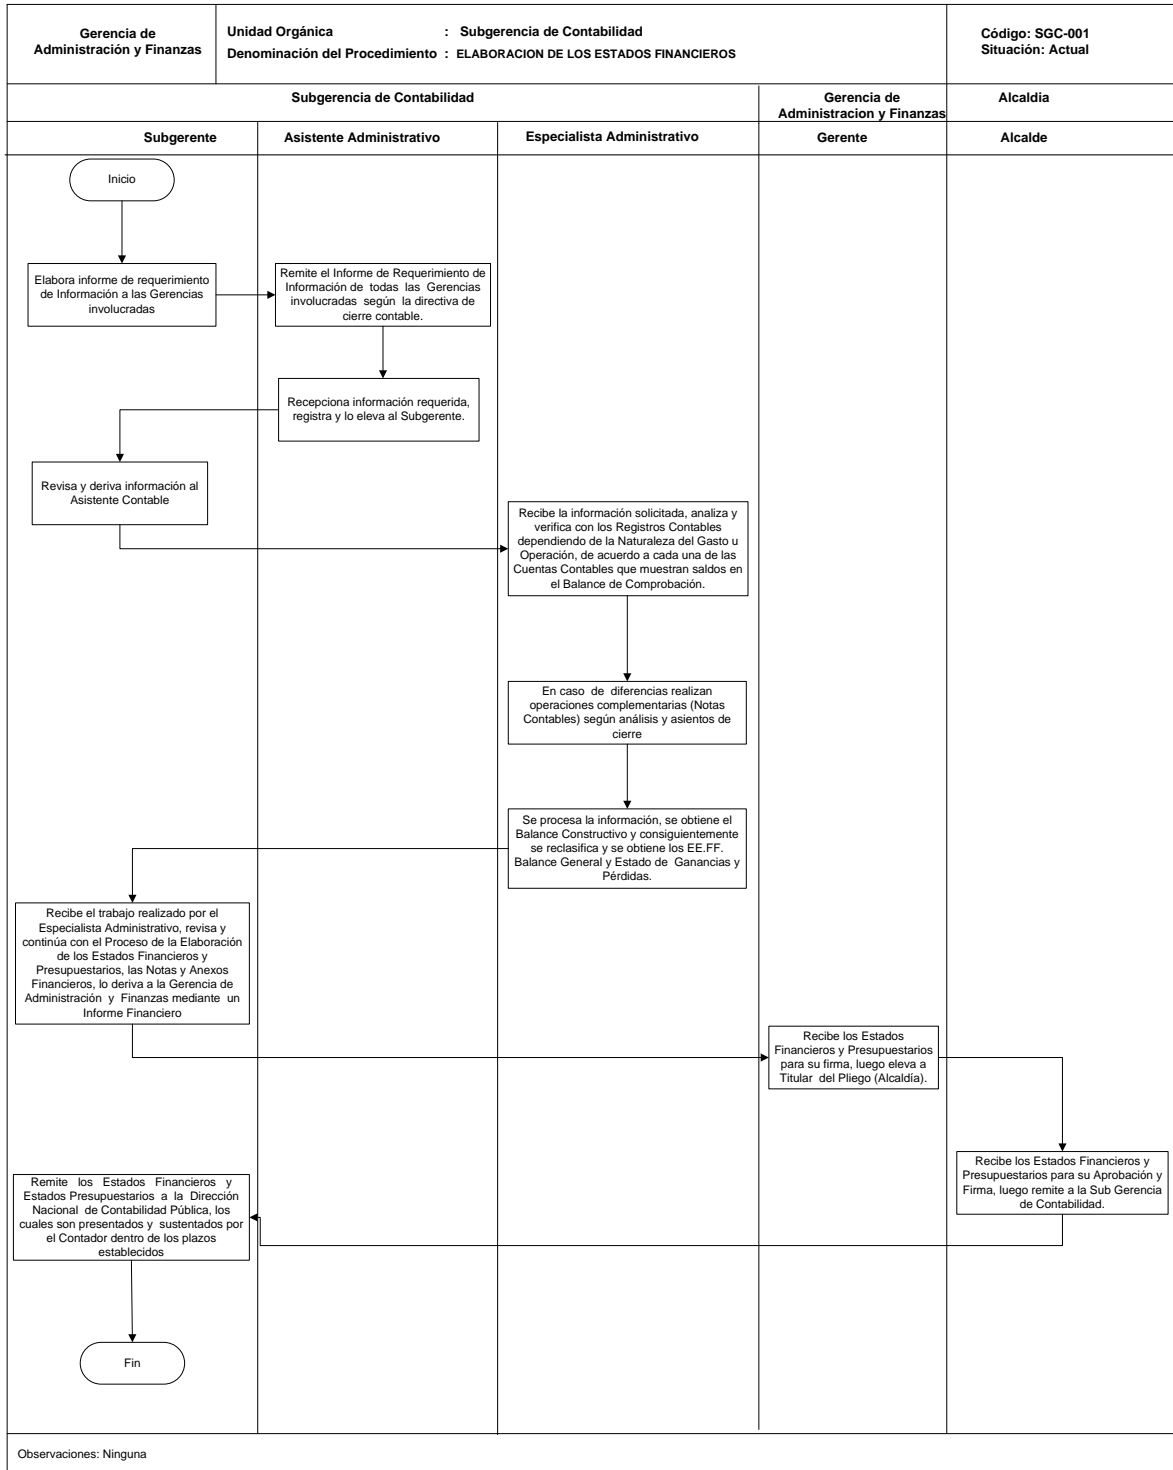 Gerencia de
Administración y Finanzas
Unidad Orgánica : Subgerencia de Contabilidad
Denominación del Procedimiento : ELABORACION DE LOS ESTADOS FINANCIEROS
Código: SGC-001
Situación: Actual
Subgerencia de Contabilidad
Gerencia de
Administracion y Finanzas
Alcaldia
Subgerente
Asistente Administrativo
Especialista Administrativo
Gerente
Alcalde
Inicio
Elabora informe de requerimiento
de Información a las Gerencias
involucradas
Remite el Informe de Requerimiento de
Información de todas las Gerencias
involucradas según la directiva de
cierre contable.
Recepciona información requerida,
registra y lo eleva al Subgerente.
Revisa y deriva información al
Asistente Contable
Recibe la información solicitada, analiza y
verifica con los Registros Contables
dependiendo de la Naturaleza del Gasto u
Operación, de acuerdo a cada una de las
Cuentas Contables que muestran saldos en
el Balance de Comprobación.
En caso de diferencias realizan
operaciones complementarias (Notas
Contables) según análisis y asientos de
cierre
Se procesa la información, se obtiene el
Balance Constructivo y consiguientemente
se reclasifica y se obtiene los EE.FF.
Balance General y Estado de Ganancias y
Pérdidas.
Recibe el trabajo realizado por el
Especialista Administrativo, revisa y
continúa con el Proceso de la Elaboración
de los Estados Financieros y
Presupuestarios, las Notas y Anexos
Financieros, lo deriva a la Gerencia de
Administración y Finanzas mediante un
Informe Financiero
Recibe los Estados
Financieros y Presupuestarios
para su firma, luego eleva a
Titular del Pliego (Alcaldía).
Recibe los Estados Financieros y
Presupuestarios para su Aprobación y
Firma, luego remite a la Sub Gerencia
de Contabilidad.
Remite los Estados Financieros y
Estados Presupuestarios a la Dirección
Nacional de Contabilidad Pública, los
cuales son presentados y sustentados por
el Contador dentro de los plazos
establecidos
Fin
Observaciones: Ninguna